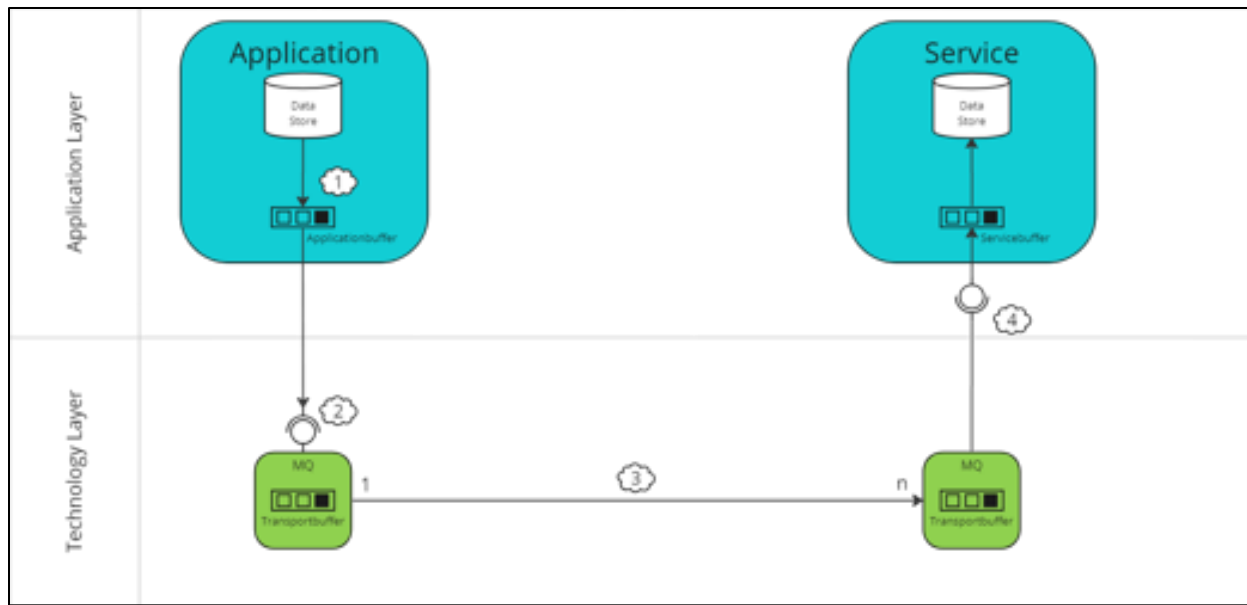 Application Layer
Application
Data
Store
1
Applicationbuffer
Service
Data
Store
Servicebuffer
4
Technology Layer
2
MQ
Transportbuffer
1
3
n
MQ
Transportbuffer